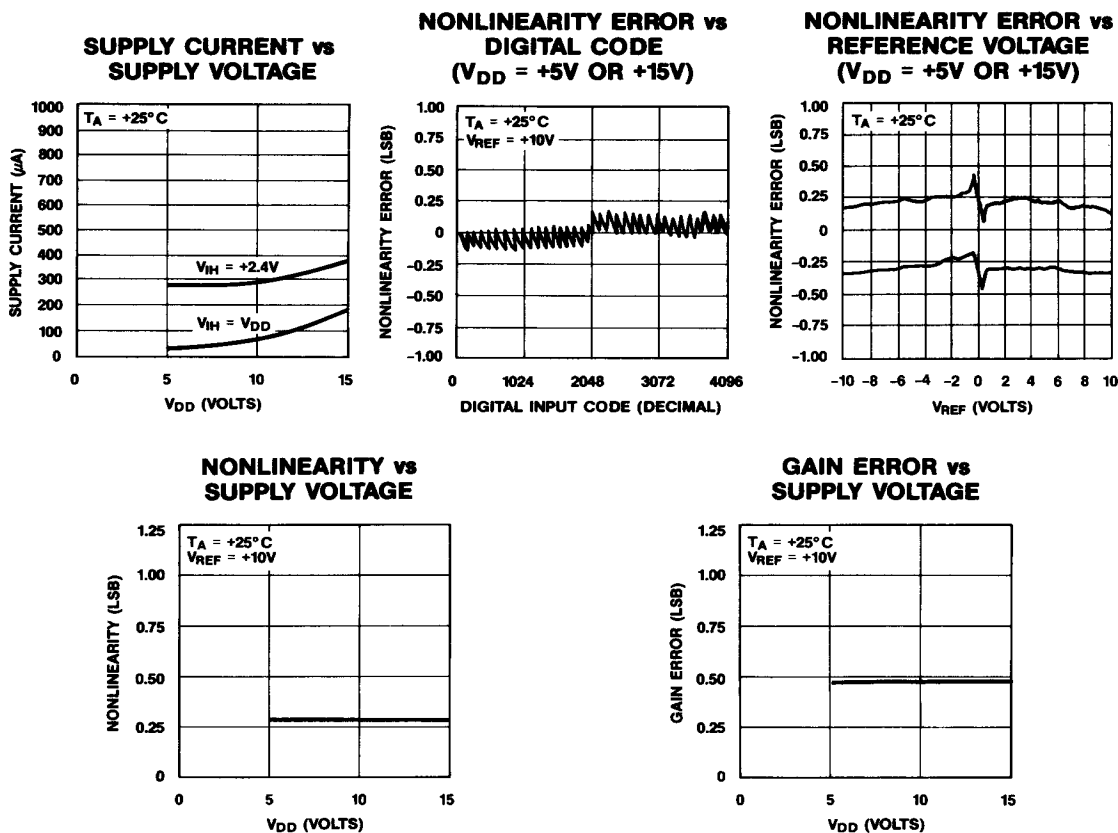 SUPPLY CURRENT vs
SUPPLY VOLTAGE
SUPPLY CURRENT (µA)
1000
900
800
700
600
500
400
300
200
100
0
TA = +25°C
VIH = +2.4V
VIH = VDD
0 5 10 15
VDD (VOLTS)
NONLINEARITY ERROR vs
DIGITAL CODE
(VDD = +5V OR +15V)
NONLINEARITY ERROR (LSB)
1.00
0.75
0.50
0.25
0
−0.25
−0.50
−0.75
−1.00
TA = +25°C
VREF = +10V
0 1024 2048 3072 4096
DIGITAL INPUT CODE (DECIMAL)
NONLINEARITY ERROR vs
REFERENCE VOLTAGE
(VDD = +5V OR +15V)
NONLINEARITY ERROR (LSB)
1.00
0.75
0.50
0.25
0
−0.25
−0.50
−0.75
−1.00
TA = +25°C
−10 −8 −6 −4 −2 0 2 4 6 8 10
VREF (VOLTS)
NONLINEARITY vs
SUPPLY VOLTAGE
NONLINEARITY (LSB)
1.25
1.00
0.75
0.50
0.25
0
TA = +25°C
VREF = +10V
0 5 10 15
VDD (VOLTS)
GAIN ERROR vs
SUPPLY VOLTAGE
GAIN ERROR (LSB)
1.25
1.00
0.75
0.50
0.25
0
TA = +25°C
VREF = +10V
0 5 10 15
VDD (VOLTS)